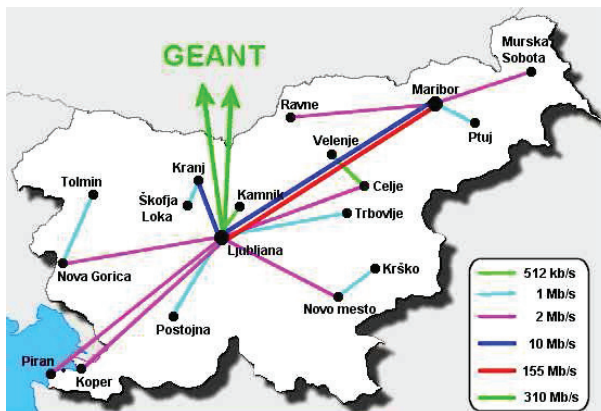 GEANT
Murska
Sobota
Maribor
Ravne
Ptuj
Velenje
Kranj
Tolmin
Kamnik
Celje
Škofja
Loka
Trbovlje
Ljubljana
Nova Gorica
Krško
Novo mesto
Postojna
Piran
Koper
512 kb/s
1 Mb/s
2 Mb/s
10 Mb/s
155 Mb/s
310 Mb/s